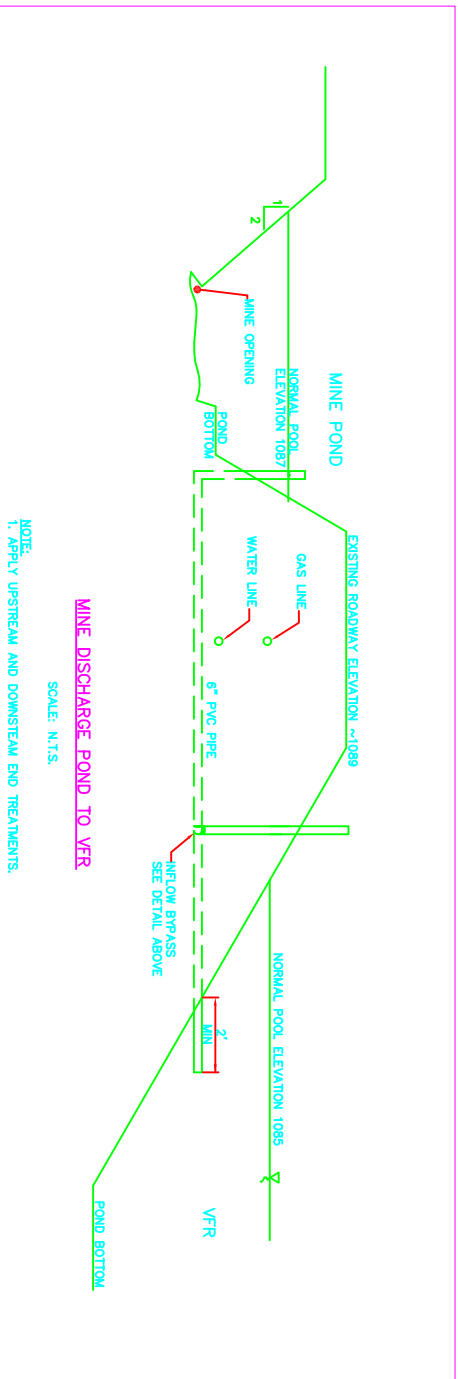 MINE POND
NORMAL POOL
ELEVATION 1087
1
2
MINE OPENING
POND
BOTTOM
EXISTING ROADWAY ELEVATION ~1089
GAS LINE
WATER LINE
6" PVC PIPE
INFLOW BYPASS
SEE DETAIL ABOVE
NORMAL POOL ELEVATION 1085
2'
MIN
VFR
POND BOTTOM
MINE DISCHARGE POND TO VFR
SCALE: N.T.S.
NOTE:
1. APPLY UPSTREAM AND DOWNSTEAM END TREATMENTS.